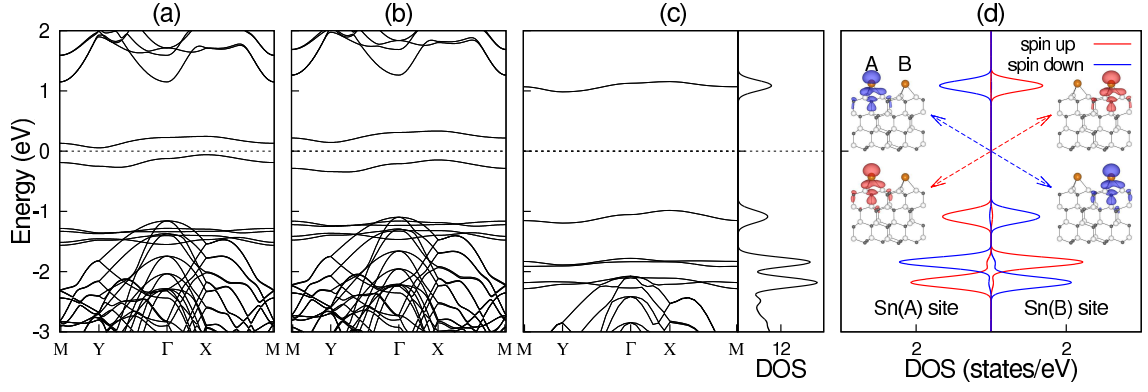 (a) (b) (c) (d)
Energy (eV)
2
1
0
-1
-2
-3
M Y Γ X M
M Y Γ X M
M Y Γ X M
12
DOS
spin up
spin down
A B
Sn(A) site Sn(B) site
2 2
DOS (states/eV)